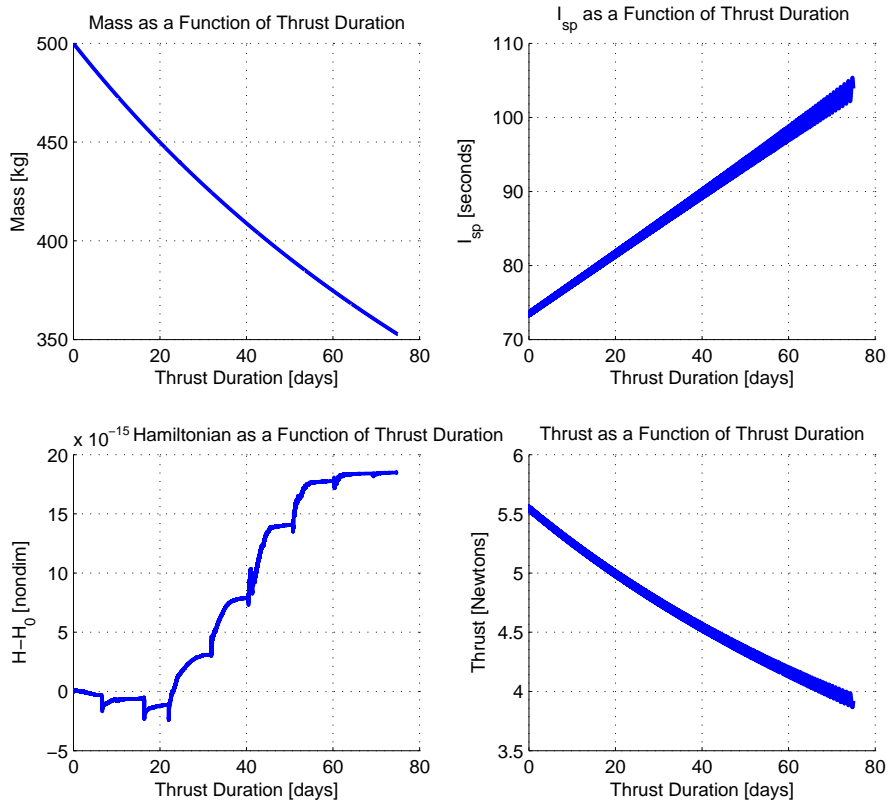 Mass as a Function of Thrust Duration
500
450
400
350
Mass [kg]
0 20 40 60 80
Thrust Duration [days]
I_sp as a Function of Thrust Duration
110
100
90
80
70
I_sp [seconds]
0 20 40 60 80
Thrust Duration [days]
x 10^−15 Hamiltonian as a Function of Thrust Duration
20
15
10
5
0
−5
H−H_0 [nondim]
0 20 40 60 80
Thrust Duration [days]
Thrust as a Function of Thrust Duration
6
5.5
5
4.5
4
3.5
Thrust [Newtons]
0 20 40 60 80
Thrust Duration [days]